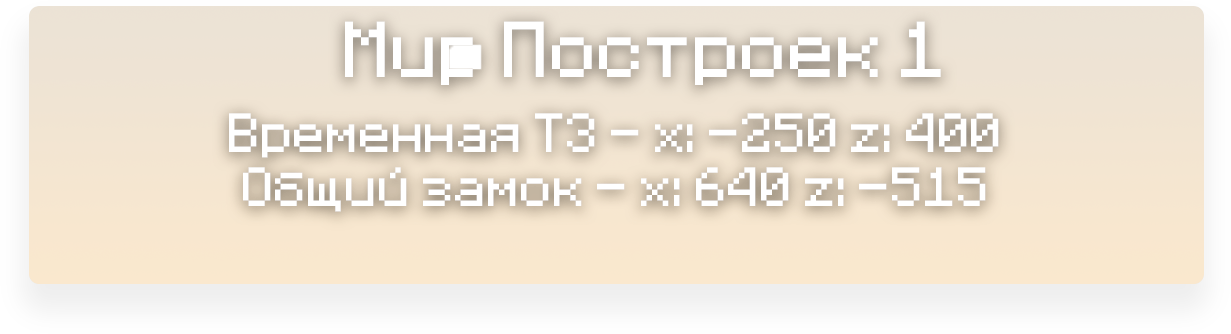 Мир Построек 1
Временная ТЗ - x: -250 z: 400
Общий замок - x: 640 z: -515